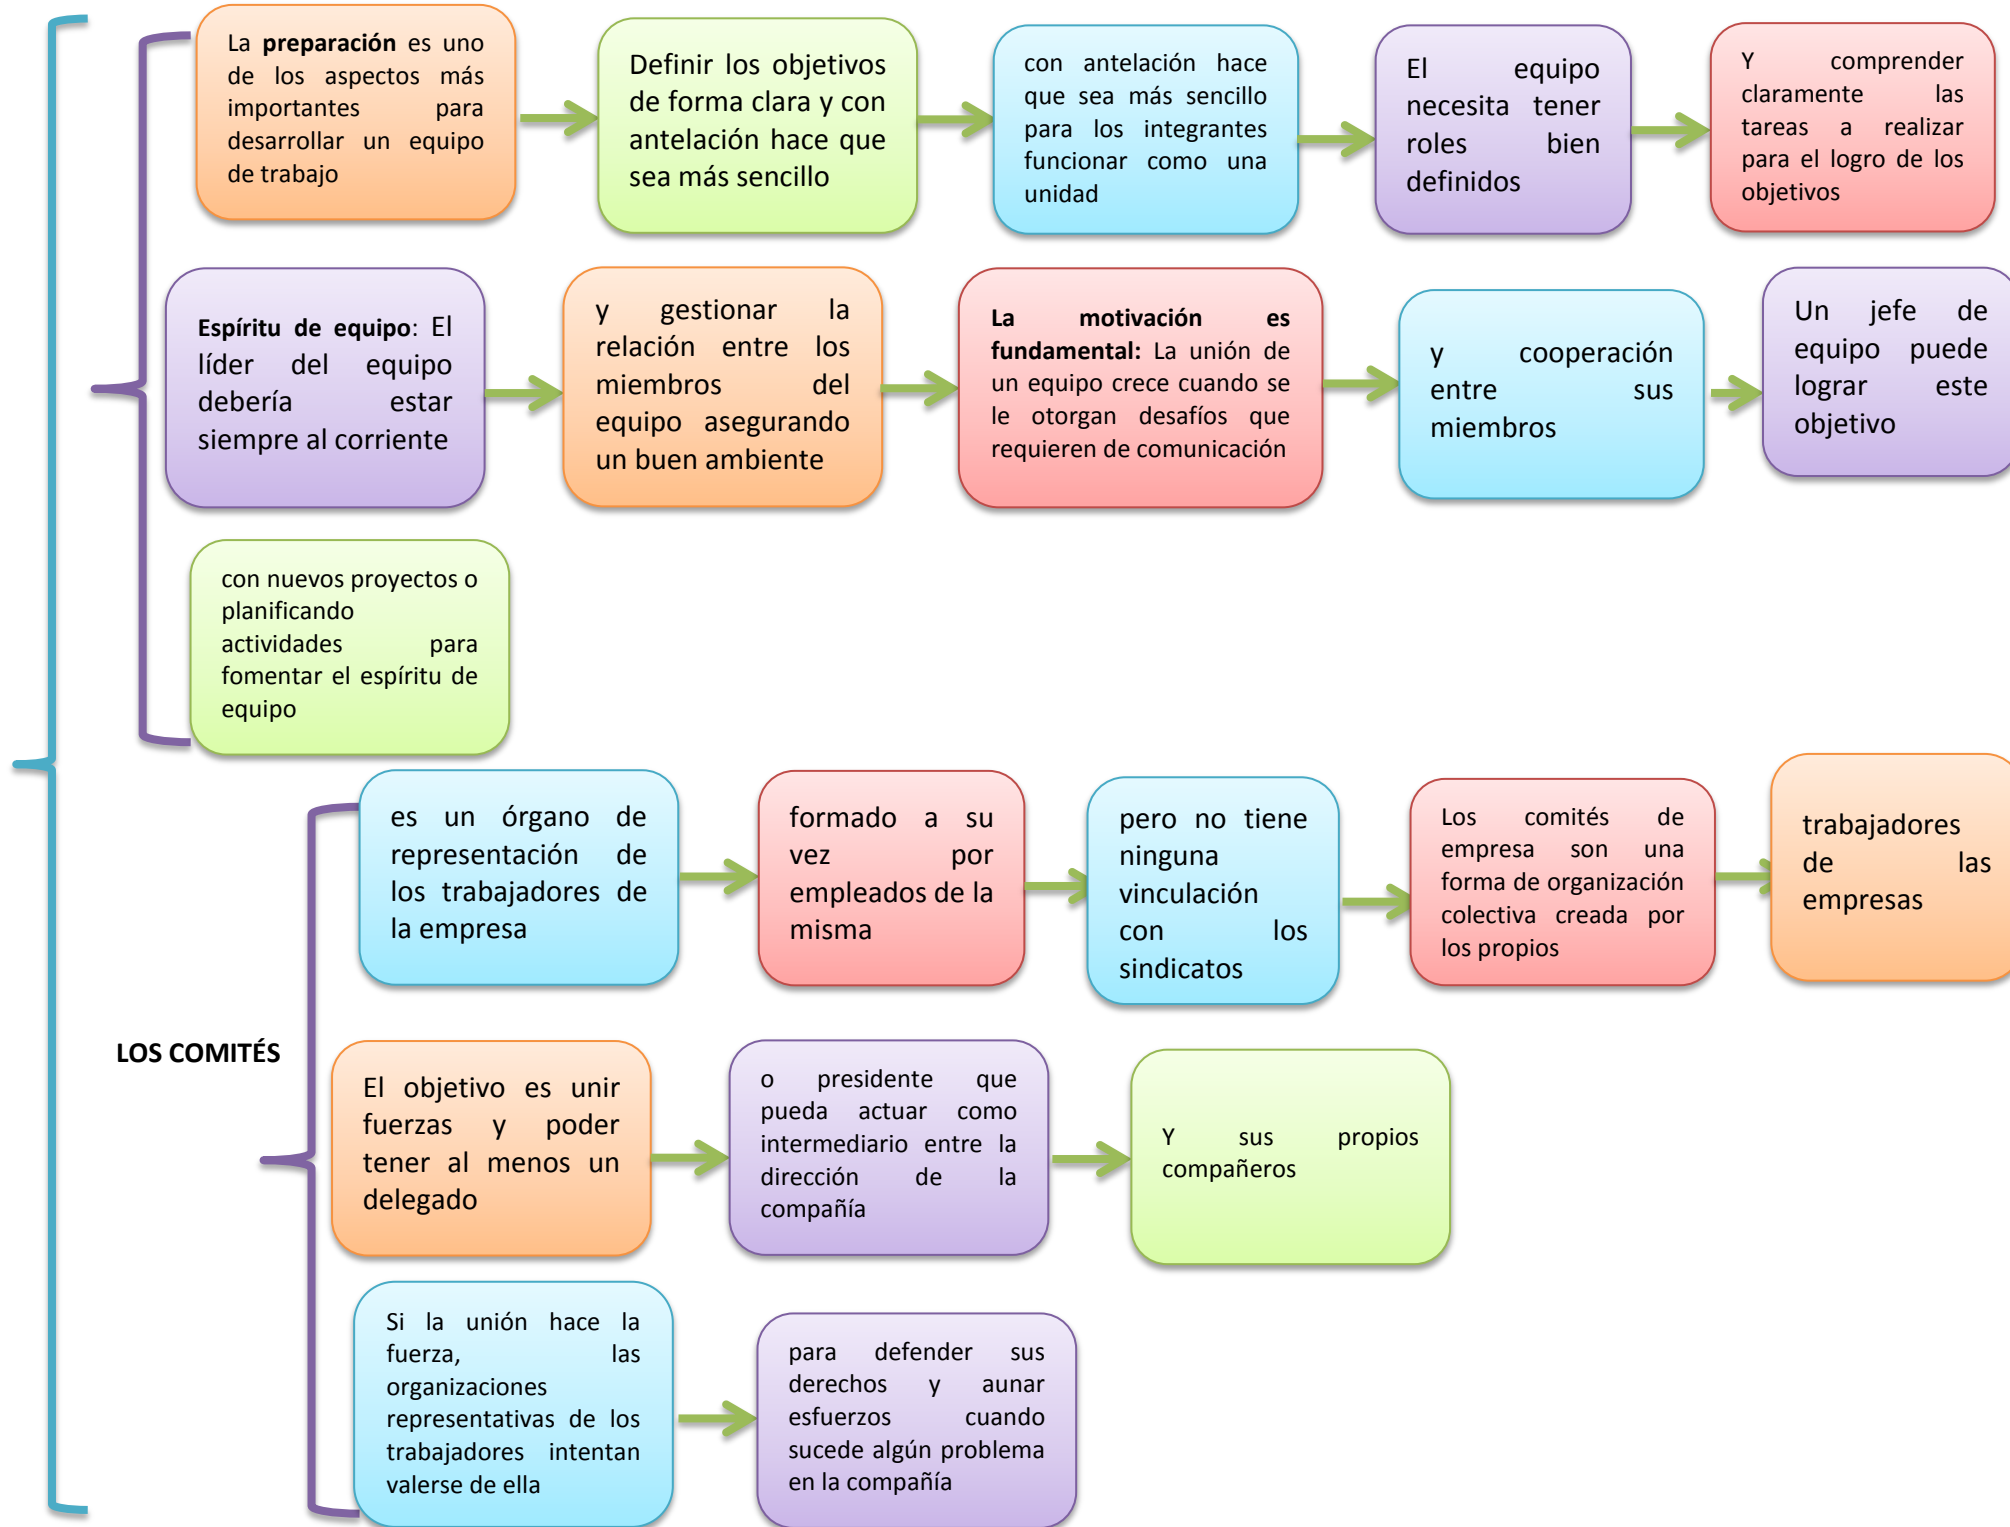 La preparación es uno
de los aspectos más
importantes para
desarrollar un equipo
de trabajo
Definir los objetivos
de forma clara y con
antelación hace que
sea más sencillo
con antelación hace
que sea más sencillo
para los integrantes
funcionar como una
unidad
El equipo
necesita tener
roles bien
definidos
Y comprender
claramente las
tareas a realizar
para el logro de los
objetivos
Espíritu de equipo: El
líder del equipo
debería estar
siempre al corriente
y gestionar la
relación entre los
miembros del
equipo asegurando
un buen ambiente
La motivación es
fundamental: La unión de
un equipo crece cuando se
le otorgan desafíos que
requieren de comunicación
y cooperación
entre sus
miembros
Un jefe de
equipo puede
lograr este
objetivo
con nuevos proyectos o
planificando
actividades para
fomentar el espíritu de
equipo
LOS COMITÉS
es un órgano de
representación de
los trabajadores de
la empresa
formado a su
vez por
empleados de la
misma
pero no tiene
ninguna
vinculación
con los
sindicatos
Los comités de
empresa son una
forma de organización
colectiva creada por
los propios
trabajadores
de las
empresas
El objetivo es unir
fuerzas y poder
tener al menos un
delegado
o presidente que
pueda actuar como
intermediario entre la
dirección de la
compañía
Y sus propios
compañeros
Si la unión hace la
fuerza, las
organizaciones
representativas de los
trabajadores intentan
valerse de ella
para defender sus
derechos y aunar
esfuerzos cuando
sucede algún problema
en la compañía